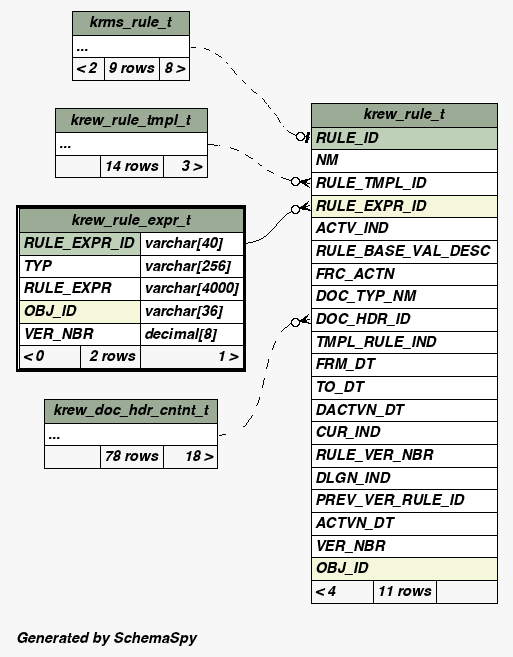 krms_rule_t
...
< 2 9 rows 8 >
krew_rule_tmpl_t
...
14 rows 3 >
krew_rule_expr_t
RULE_EXPR_ID varchar[40]
TYP varchar[256]
RULE_EXPR varchar[4000]
OBJ_ID varchar[36]
VER_NBR decimal[8]
< 0 2 rows 1 >
krew_doc_hdr_cntnt_t
...
78 rows 18 >
krew_rule_t
RULE_ID
NM
RULE_TMPL_ID
RULE_EXPR_ID
ACTV_IND
RULE_BASE_VAL_DESC
FRC_ACTN
DOC_TYP_NM
DOC_HDR_ID
TMPL_RULE_IND
FRM_DT
TO_DT
DACTVN_DT
CUR_IND
RULE_VER_NBR
DLGN_IND
PREV_VER_RULE_ID
ACTVN_DT
VER_NBR
OBJ_ID
< 4 11 rows
Generated by SchemaSpy